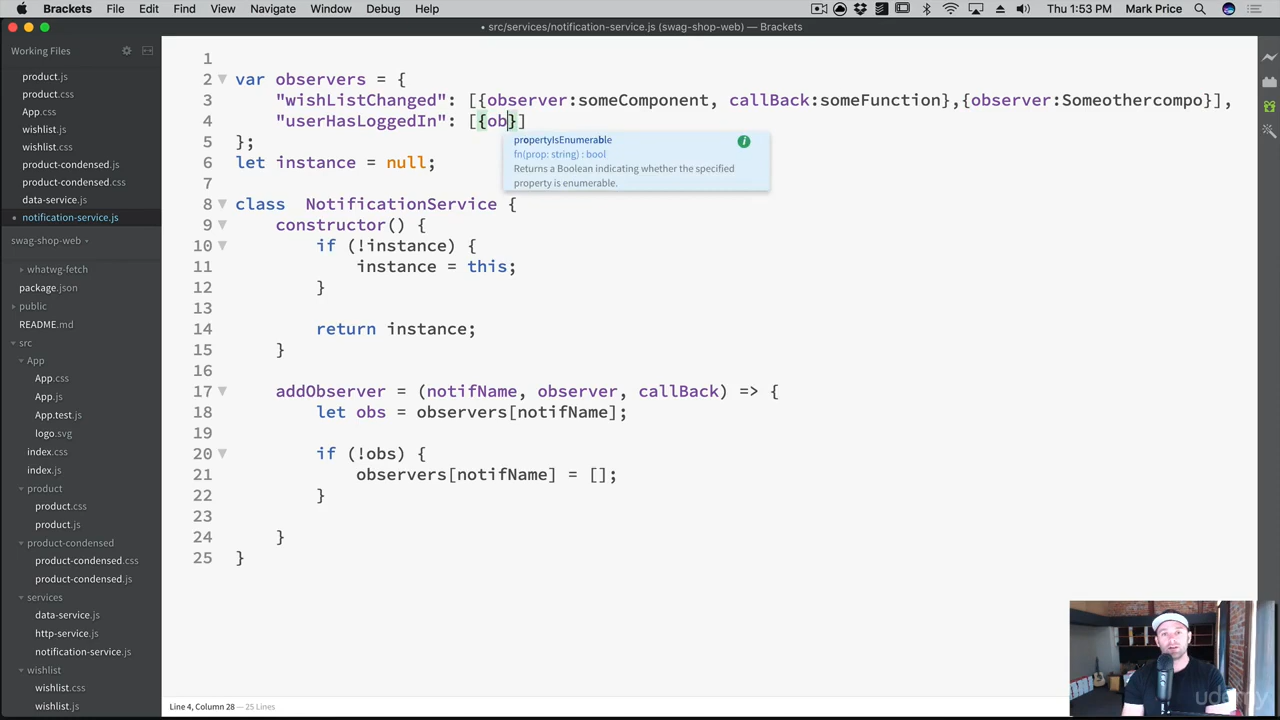 Brackets File Edit Find View Navigate Window Debug Help Thu 1:53 PM Mark Price
• src/services/notification-service.js (swag-shop-web) — Brackets
Working Files
product.js
product.css
App.css
wishlist.js
wishlist.css
product-condensed.js
product-condensed.css
data-service.js
• notification-service.js
swag-shop-web
whatwg-fetch
package.json
public
README.md
src
App
App.css
App.js
App.test.js
logo.svg
index.css
index.js
product
product.css
product.js
product-condensed
product-condensed.css
product-condensed.js
services
data-service.js
http-service.js
notification-service.js
wishlist
wishlist.css
wishlist.js
1
2 var observers = {
3 "wishListChanged": [{observer:someComponent, callBack:someFunction},{observer:Someothercompo}],
4 "userHasLoggedIn": [{ob}]
5 };
6 let instance = null;
7
8 class NotificationService {
9 constructor() {
10 if (!instance) {
11 instance = this;
12 }
13
14 return instance;
15 }
16
17 addObserver = (notifName, observer, callBack) => {
18 let obs = observers[notifName];
19
20 if (!obs) {
21 observers[notifName] = [];
22 }
23
24 }
25 }
propertyIsEnumerable
fn(prop: string) : bool
Returns a Boolean indicating whether the specified
property is enumerable.
Line 4, Column 28 — 25 Lines
udemy